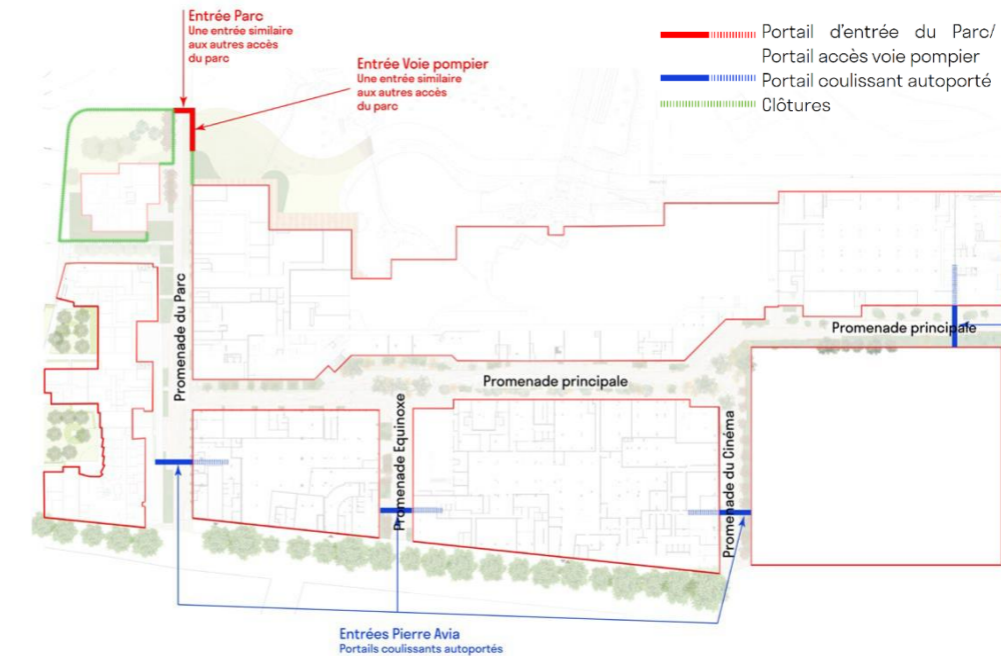 Entrée Parc
Une entrée similaire
aux autres accès
du parc
Entrée Voie pompier
Une entrée similaire
aux autres accès
du parc
Portail d'entrée du Parc/
Portail accès voie pompier
Portail coulissant autoporté
Clôtures
Promenade du Parc
Promenade principale
Promenade principale
Promenade Equinoxe
Promenade du Cinéma
Entrées Pierre Avia
Portails coulissants autoportés